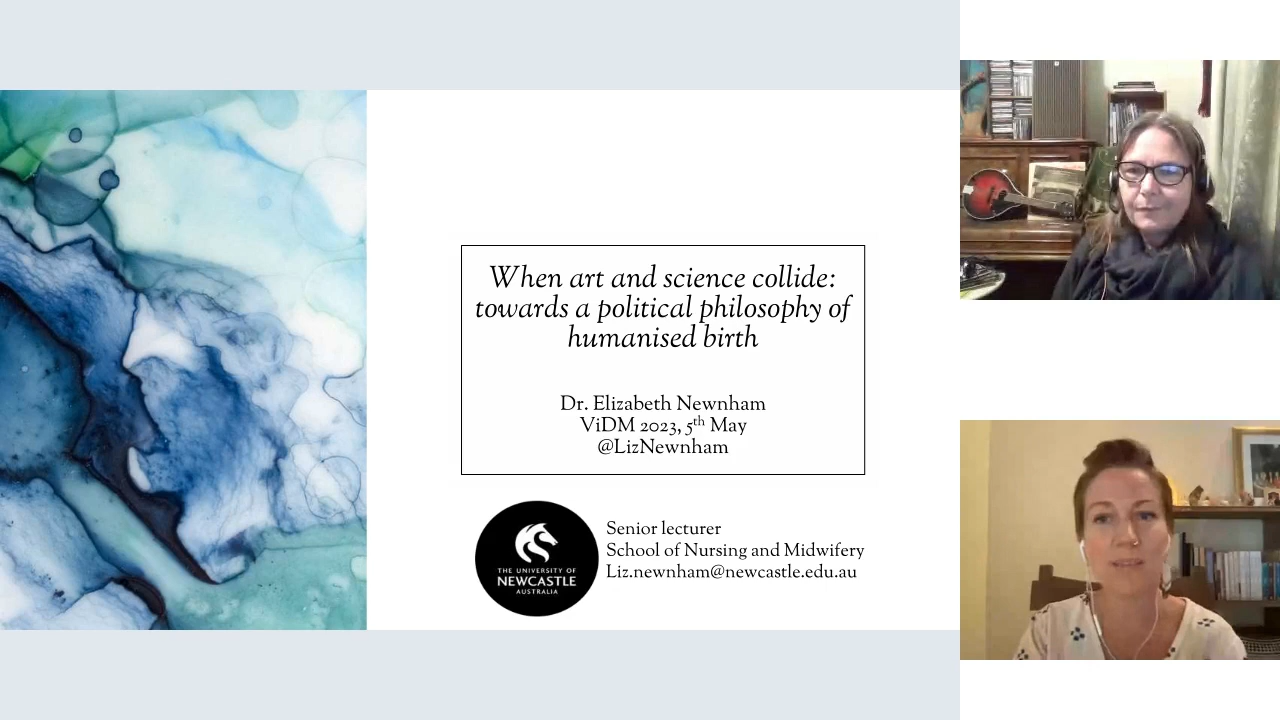 When art and science collide:
towards a political philosophy of
humanised birth
Dr. Elizabeth Newnham
ViDM 2023, 5th May
@LizNewnham
THE UNIVERSITY OF
NEWCASTLE
AUSTRALIA
Senior lecturer
School of Nursing and Midwifery
Liz.newnham@newcastle.edu.au